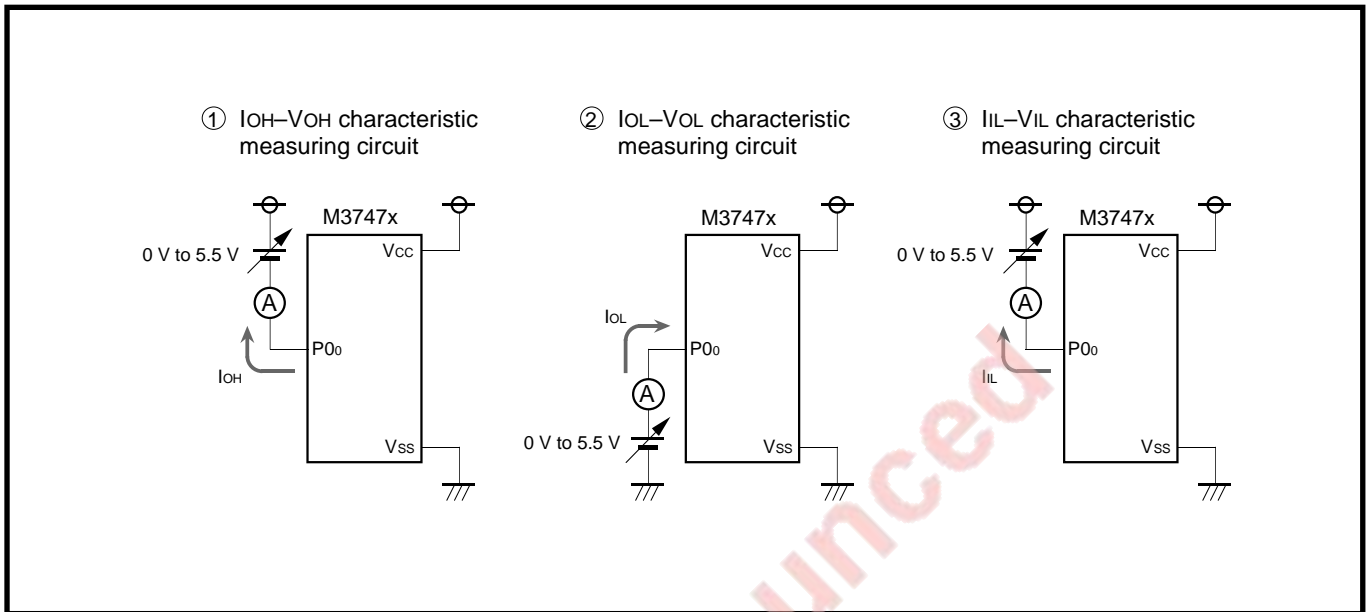 ① IOH–VOH characteristic
measuring circuit
M3747x
VCC
0 V to 5.5 V
A
P00
IOH
VSS
② IOL–VOL characteristic
measuring circuit
M3747x
VCC
IOL
P00
A
0 V to 5.5 V
VSS
③ IIL–VIL characteristic
measuring circuit
M3747x
VCC
0 V to 5.5 V
A
P00
IIL
VSS
unced